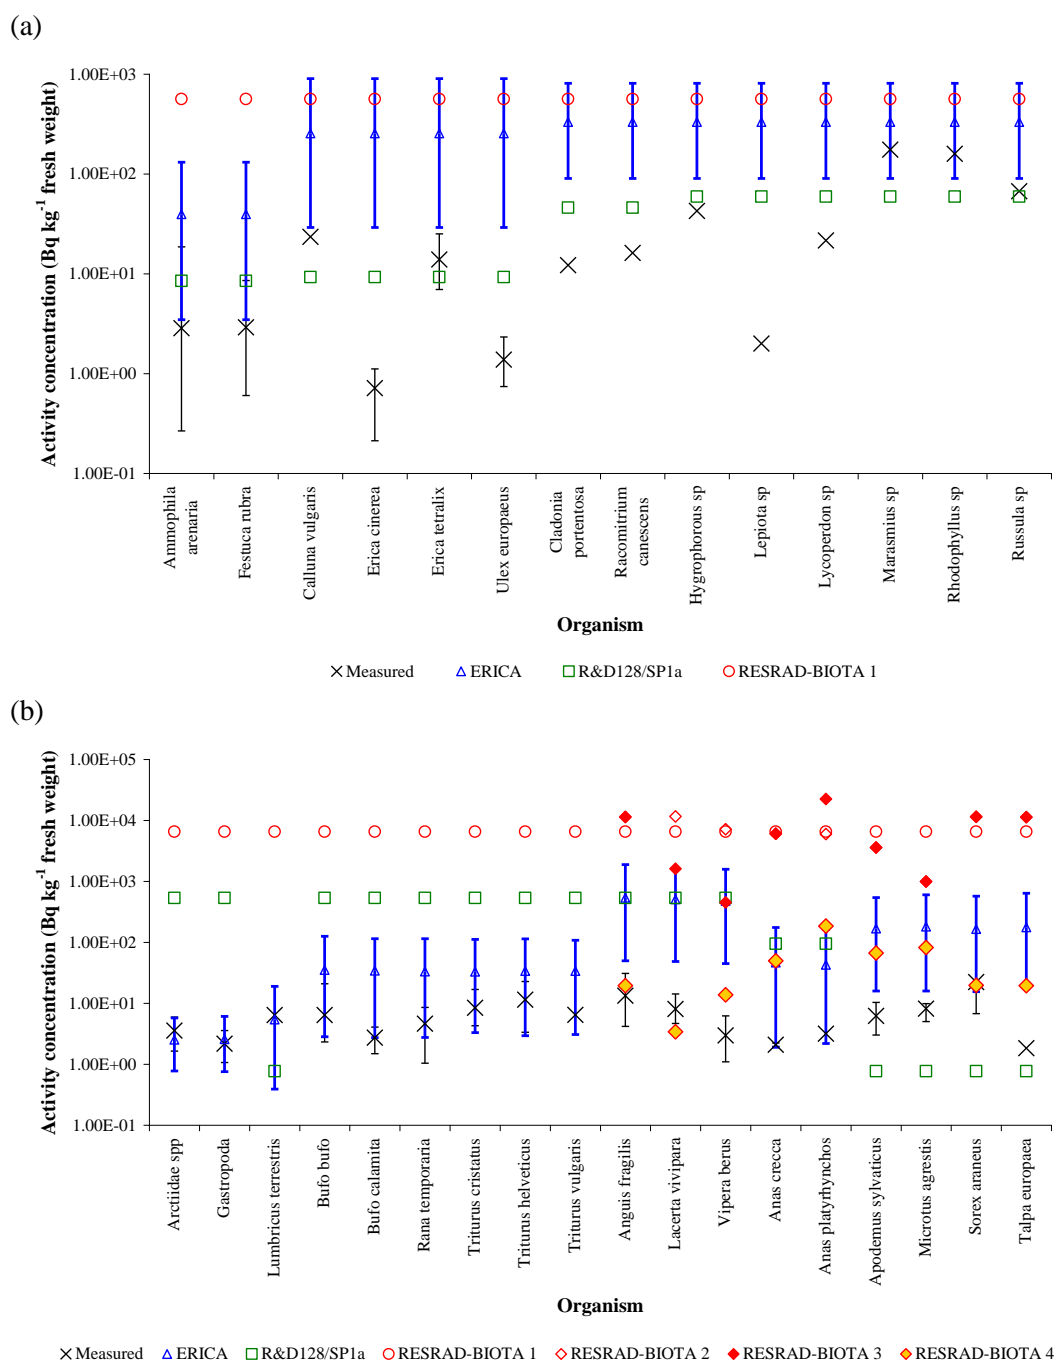 (a)
1.00E+03
1.00E+02
1.00E+01
1.00E+00
1.00E-01
Activity concentration (Bq kg⁻¹ fresh weight)
Ammophila arenaria
Festuca rubra
Calluna vulgaris
Erica cinerea
Erica tetralix
Ulex europaeus
Cladonia portentosa
Racomitrium canescens
Hygrophorous sp
Lepiota sp
Lycoperdon sp
Marasmius sp
Rhodophyllus sp
Russula sp
Organism
Measured ERICA R&D128/SP1a RESRAD-BIOTA 1
(b)
1.00E+05
1.00E+04
1.00E+03
1.00E+02
1.00E+01
1.00E+00
1.00E-01
Activity concentration (Bq kg⁻¹ fresh weight)
Arctiidae spp
Gastropoda
Lumbricus terrestris
Bufo bufo
Bufo calamita
Rana temporaria
Triturus cristatus
Triturus helveticus
Triturus vulgaris
Anguis fragilis
Lacerta vivipara
Vipera berus
Anas crecca
Anas platyrhynchos
Apodemus sylvaticus
Microtus agrestis
Sorex araneus
Talpa europaea
Organism
Measured ERICA R&D128/SP1a RESRAD-BIOTA 1 RESRAD-BIOTA 2 RESRAD-BIOTA 3 RESRAD-BIOTA 4